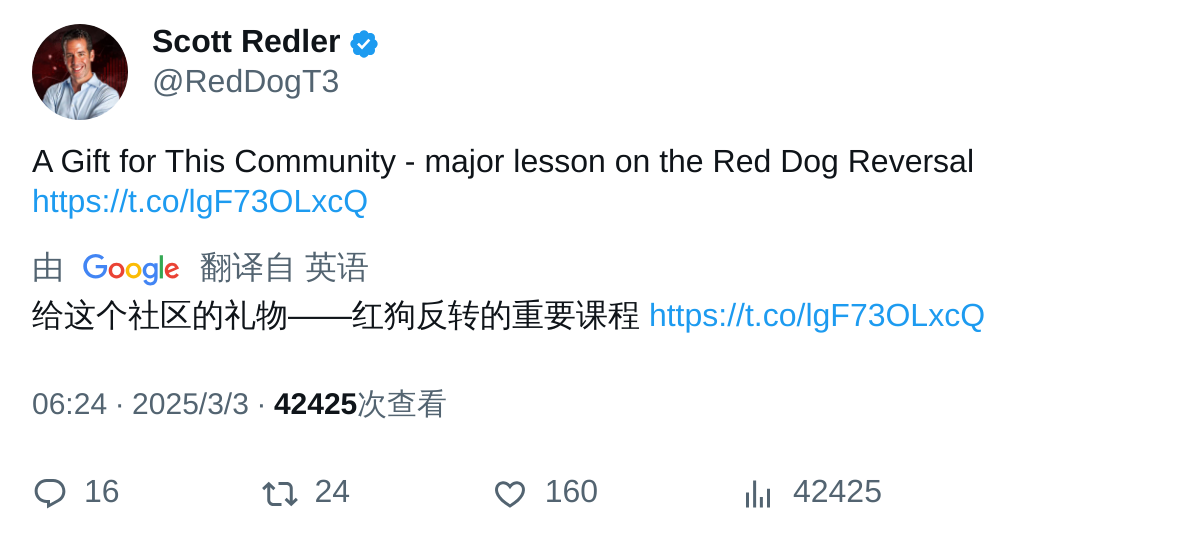 Scott Redler
@RedDogT3
A Gift for This Community - major lesson on the Red Dog Reversal
https://t.co/lgF73OLxcQ
由 Google 翻译自 英语
给这个社区的礼物——红狗反转的重要课程 https://t.co/lgF73OLxcQ
06:24 · 2025/3/3 · 42425次查看
16 24 160 42425